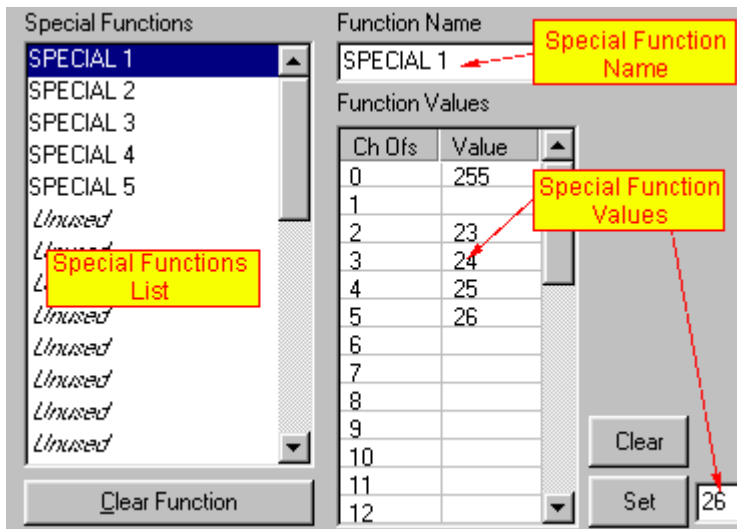 Special Functions
SPECIAL 1
SPECIAL 2
SPECIAL 3
SPECIAL 4
SPECIAL 5
Unused
Special Functions
List
Unused
Unused
Unused
Unused
Unused
Clear Function
Function Name
SPECIAL 1
Special Function
Name
Function Values
Ch Ofs Value
0 255
1
2 23
3 24
4 25
5 26
6
7
8
9
10
11
12
Special Function
Values
Clear
Set 26